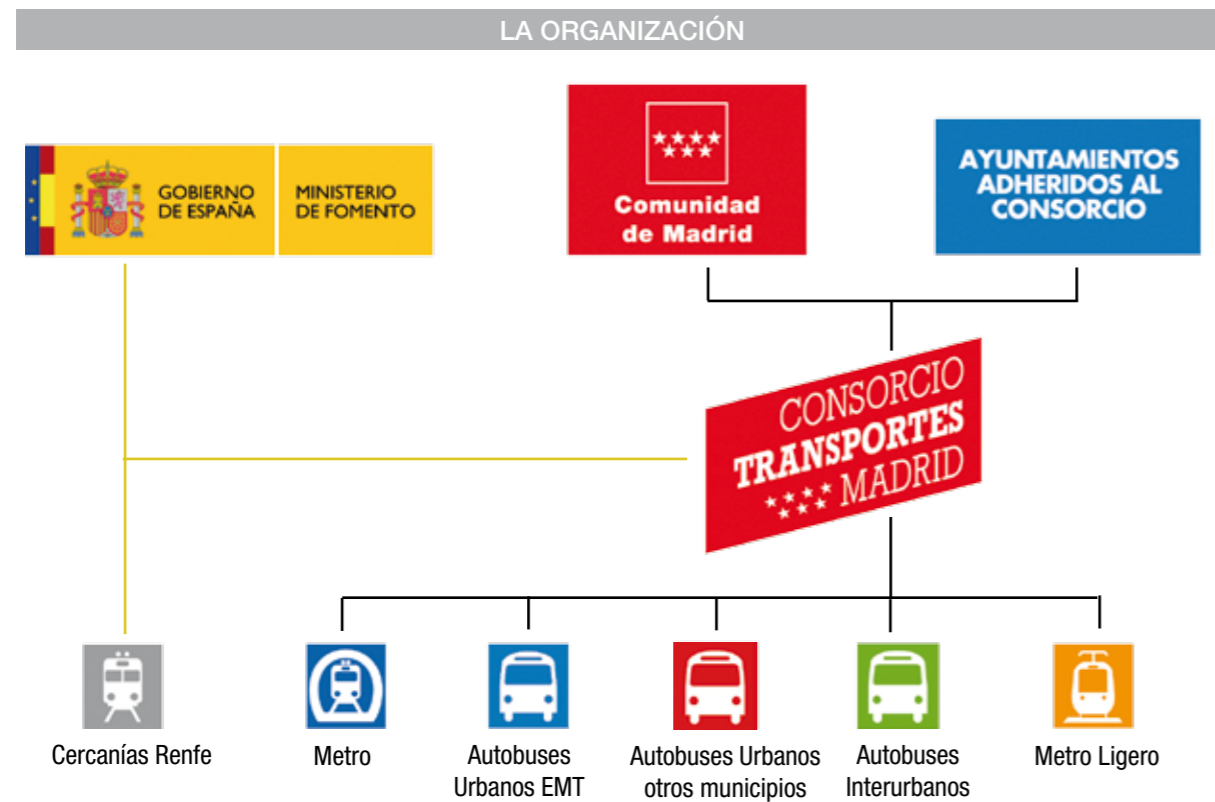 LA ORGANIZACIÓN
GOBIERNO
DE ESPAÑA
MINISTERIO
DE FOMENTO
Comunidad
de Madrid
AYUNTAMIENTOS
ADHERIDOS AL
CONSORCIO
CONSORCIO
TRANSPORTES
MADRID
Cercanías Renfe
Metro
Autobuses
Urbanos EMT
Autobuses Urbanos
otros municipios
Autobuses
Interurbanos
Metro Ligero